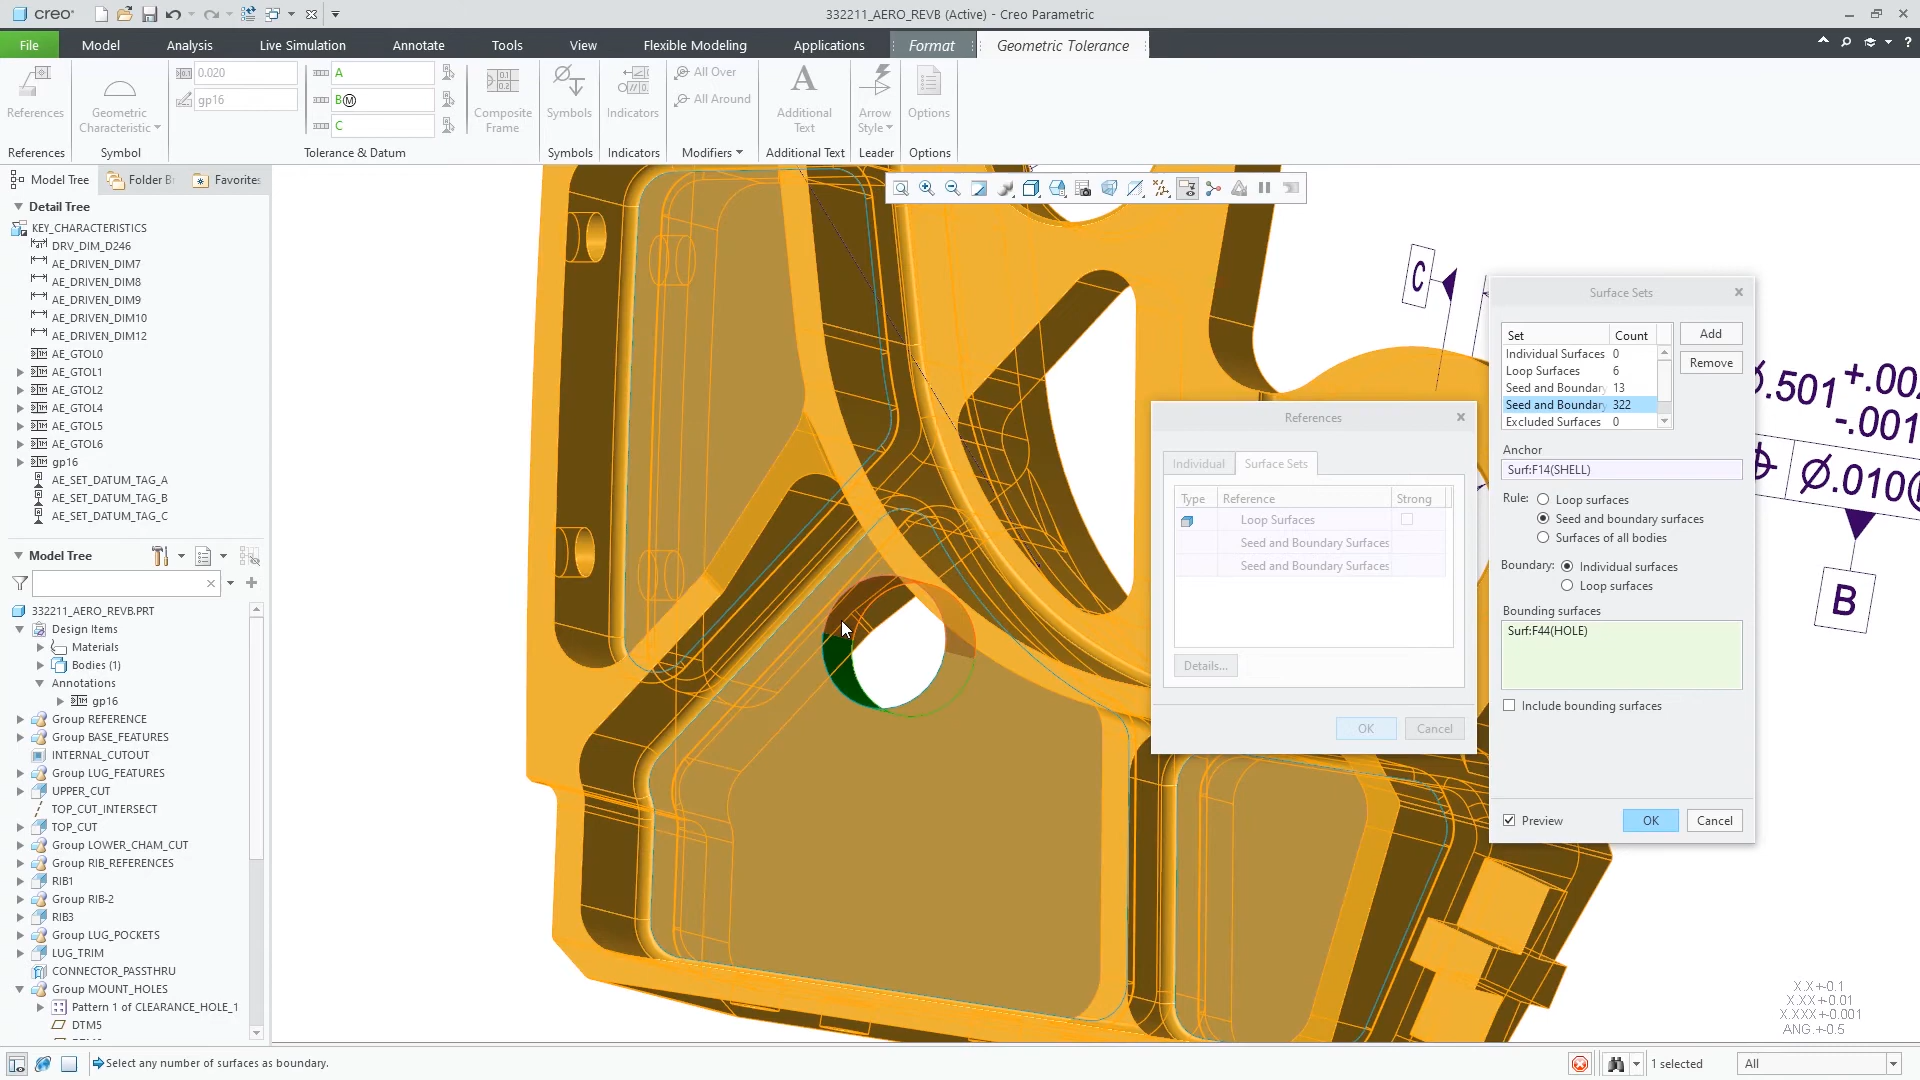 creo
332211_AERO_REVB (Active) - Creo Parametric
File
Model
Analysis
Live Simulation
Annotate
Tools
View
Flexible Modeling
Applications
Format
Geometric Tolerance
References
Geometric
Characteristic
0.020
gp16
A
BⓂ
C
Composite
Frame
Symbols
Indicators
All Over
All Around
Additional
Text
Arrow
Style
Options
References
Symbol
Tolerance & Datum
Symbols
Indicators
Modifiers
Additional Text
Leader
Options
Model Tree
Folder Br
Favorites
Detail Tree
KEY_CHARACTERISTICS
DRV_DIM_D246
AE_DRIVEN_DIM7
AE_DRIVEN_DIM8
AE_DRIVEN_DIM9
AE_DRIVEN_DIM10
AE_DRIVEN_DIM12
AE_GTOL0
AE_GTOL1
AE_GTOL2
AE_GTOL4
AE_GTOL5
AE_GTOL6
gp16
AE_SET_DATUM_TAG_A
AE_SET_DATUM_TAG_B
AE_SET_DATUM_TAG_C
Model Tree
332211_AERO_REVB.PRT
Design Items
Materials
Bodies (1)
Annotations
gp16
Group REFERENCE
Group BASE_FEATURES
INTERNAL_CUTOUT
Group LUG_FEATURES
UPPER_CUT
TOP_CUT_INTERSECT
TOP_CUT
Group LOWER_CHAM_CUT
Group RIB_REFERENCES
RIB1
Group RIB-2
RIB3
Group LUG_POCKETS
LUG_TRIM
CONNECTOR_PASSTHRU
Group MOUNT_HOLES
Pattern 1 of CLEARANCE_HOLE_1
DTM5
C
.501 +.00
-.001
⌀.010
B
References
Individual
Surface Sets
Type
Reference
Strong
Loop Surfaces
Seed and Boundary Surfaces
Seed and Boundary Surfaces
Details...
OK
Cancel
Surface Sets
Set
Count
Individual Surfaces 0
Loop Surfaces 6
Seed and Boundary 13
Seed and Boundary 322
Excluded Surfaces 0
Add
Remove
Anchor
Surf:F14(SHELL)
Rule:
Loop surfaces
Seed and boundary surfaces
Surfaces of all bodies
Boundary:
Individual surfaces
Loop surfaces
Bounding surfaces
Surf:F44(HOLE)
Include bounding surfaces
Preview
OK
Cancel
X.X+-0.1
X.XX+-0.01
X.XXX+-0.001
ANG.+-0.5
Select any number of surfaces as boundary.
1 selected
All